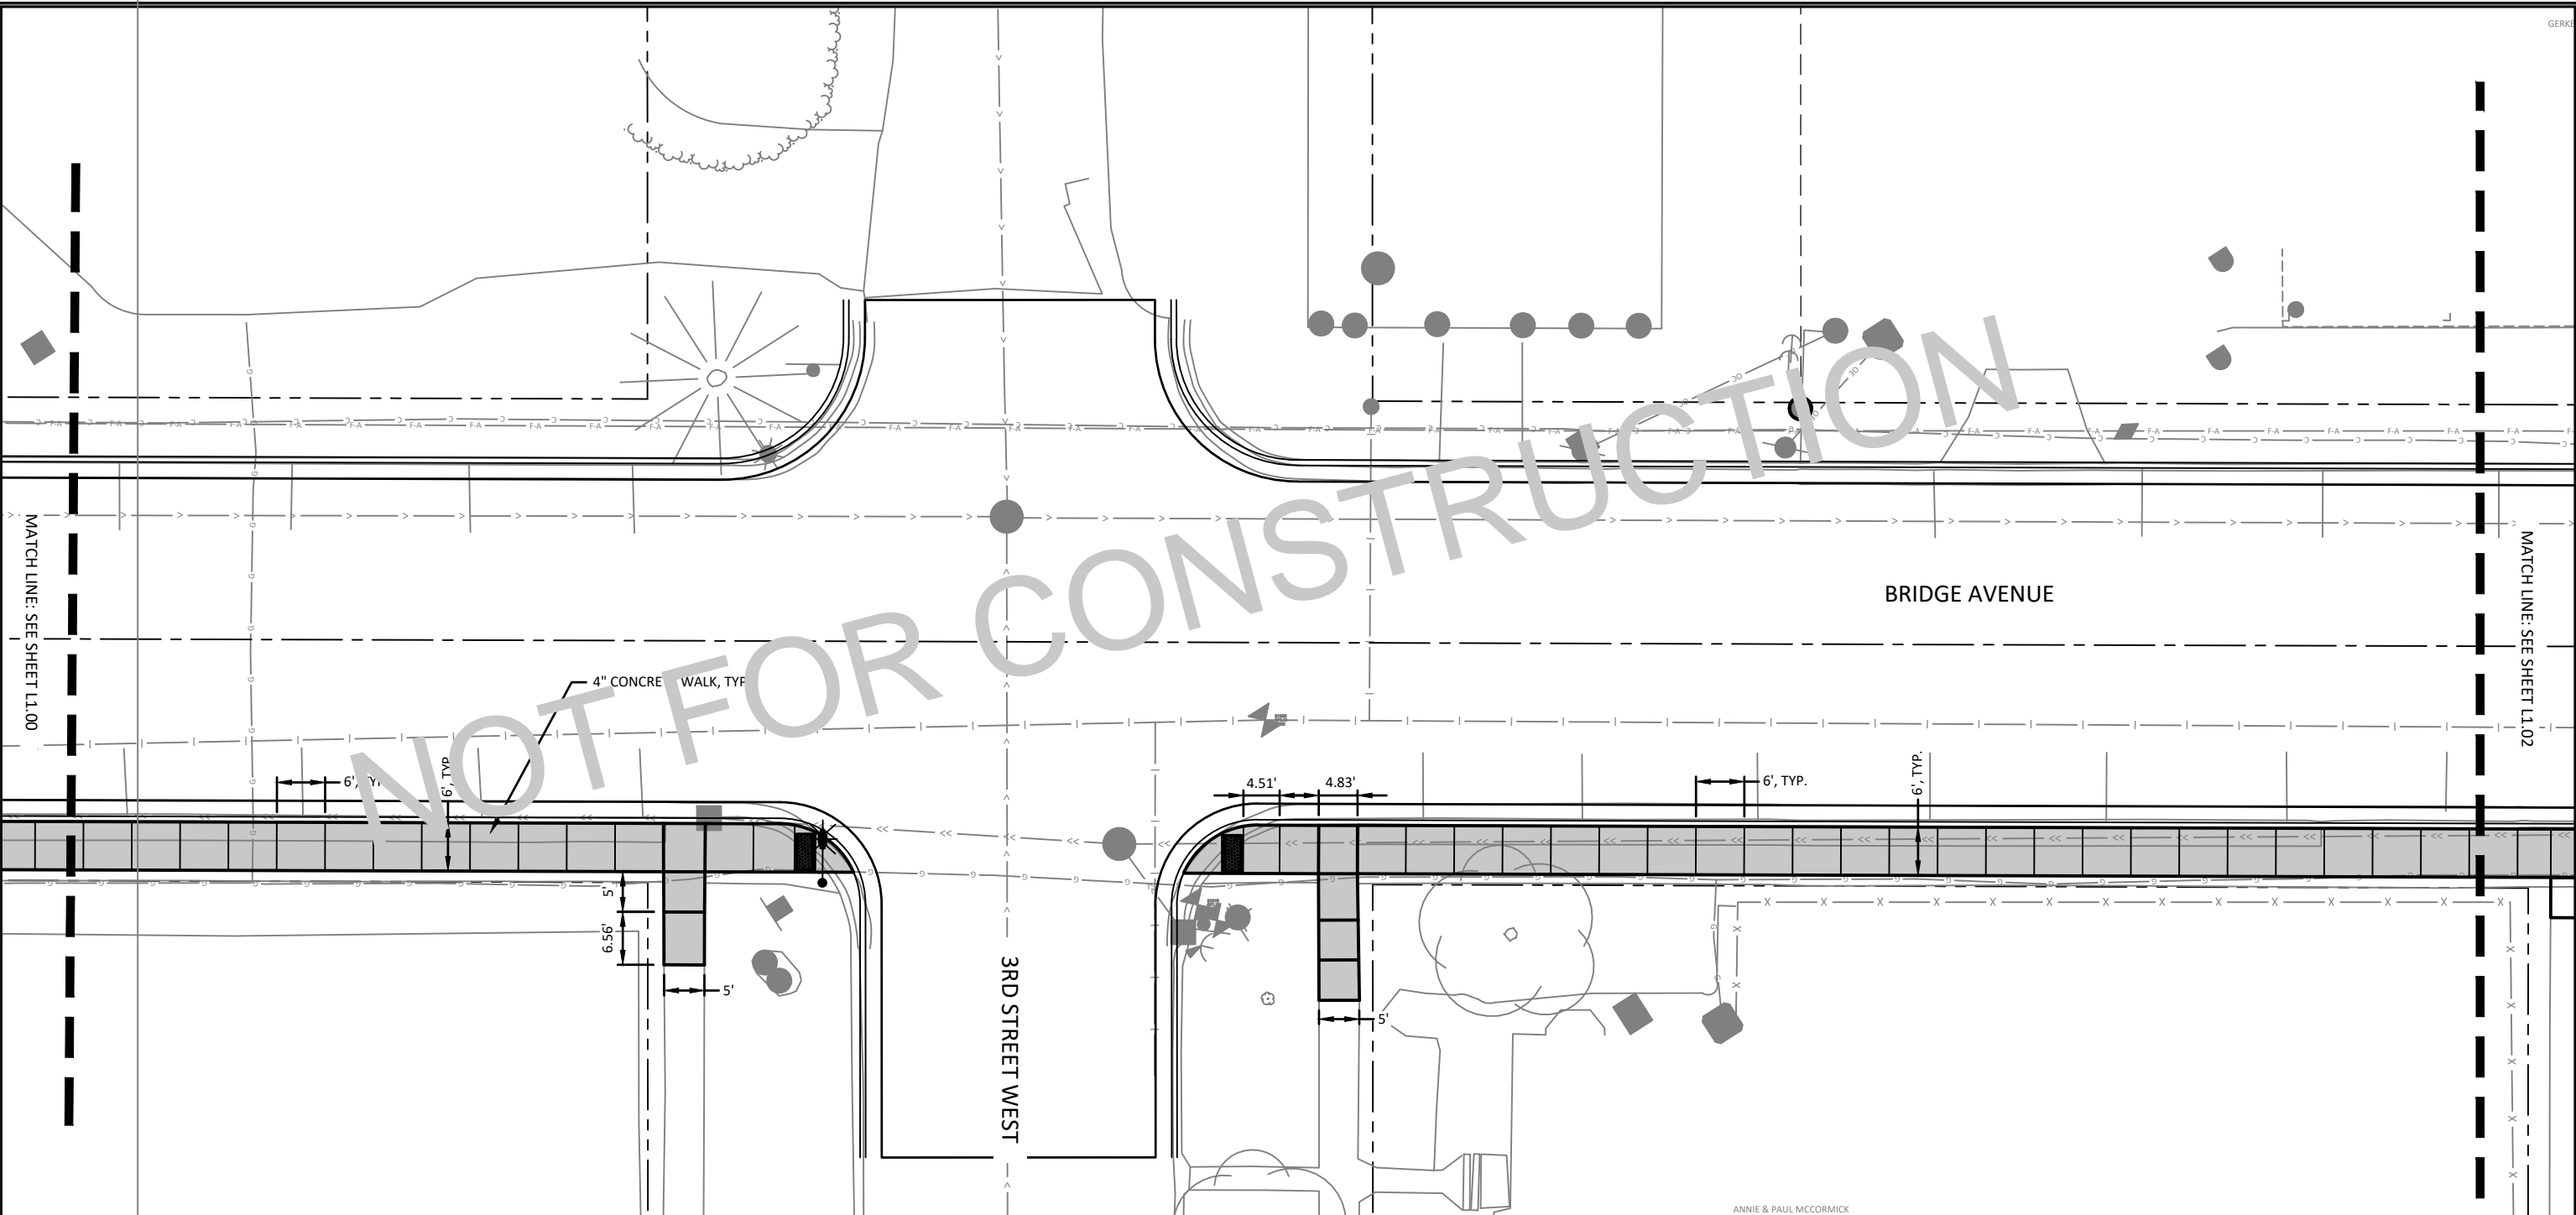 GERKE
NOT FOR CONSTRUCTION
MATCH LINE: SEE SHEET L1.00
MATCH LINE: SEE SHEET L1.02
BRIDGE AVENUE
4" CONCRE WALK, TYP
6', TYP
6', TYP
4.51'
4.83'
6', TYP.
6', TYP.
5'
6.56'
5'
3RD STREET WEST
5'
ANNIE & PAUL MCCORMICK